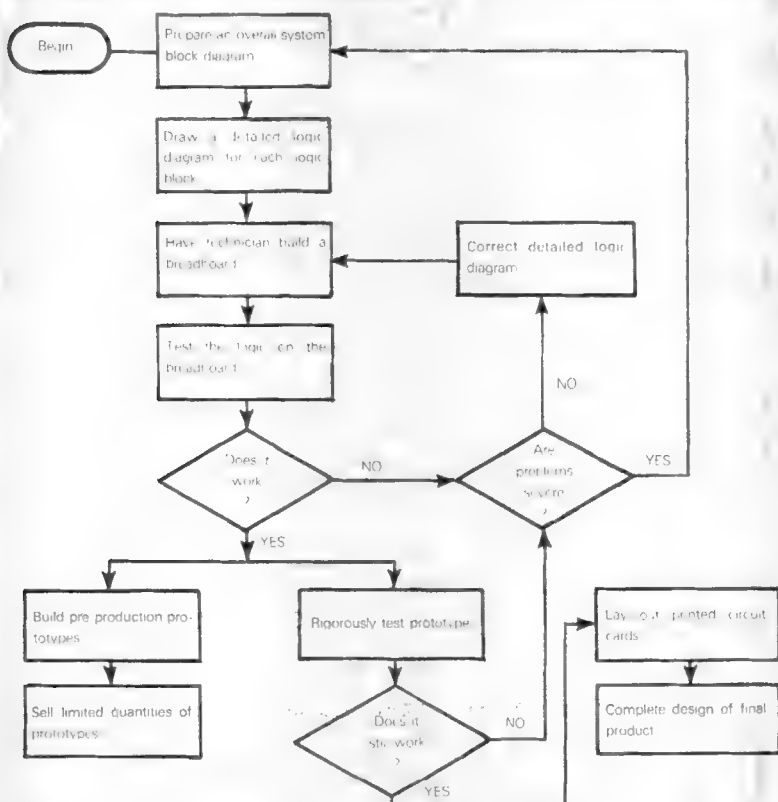 Begin
Prepare an overall system
block diagram
Draw a detailed logic
diagram for each logic
block
Have technician build a
breadboard
Correct detailed logic
diagram
Test the logic on the
breadboard
NO
Does it
work
?
NO
Are
problems
severe
?
YES
YES
Build pre production pro-
totypes
Rigorously test prototype
Lay out printed circuit
cards
Sell limited quantities of
prototypes
Does it
still work
?
NO
Complete design of final
product
YES